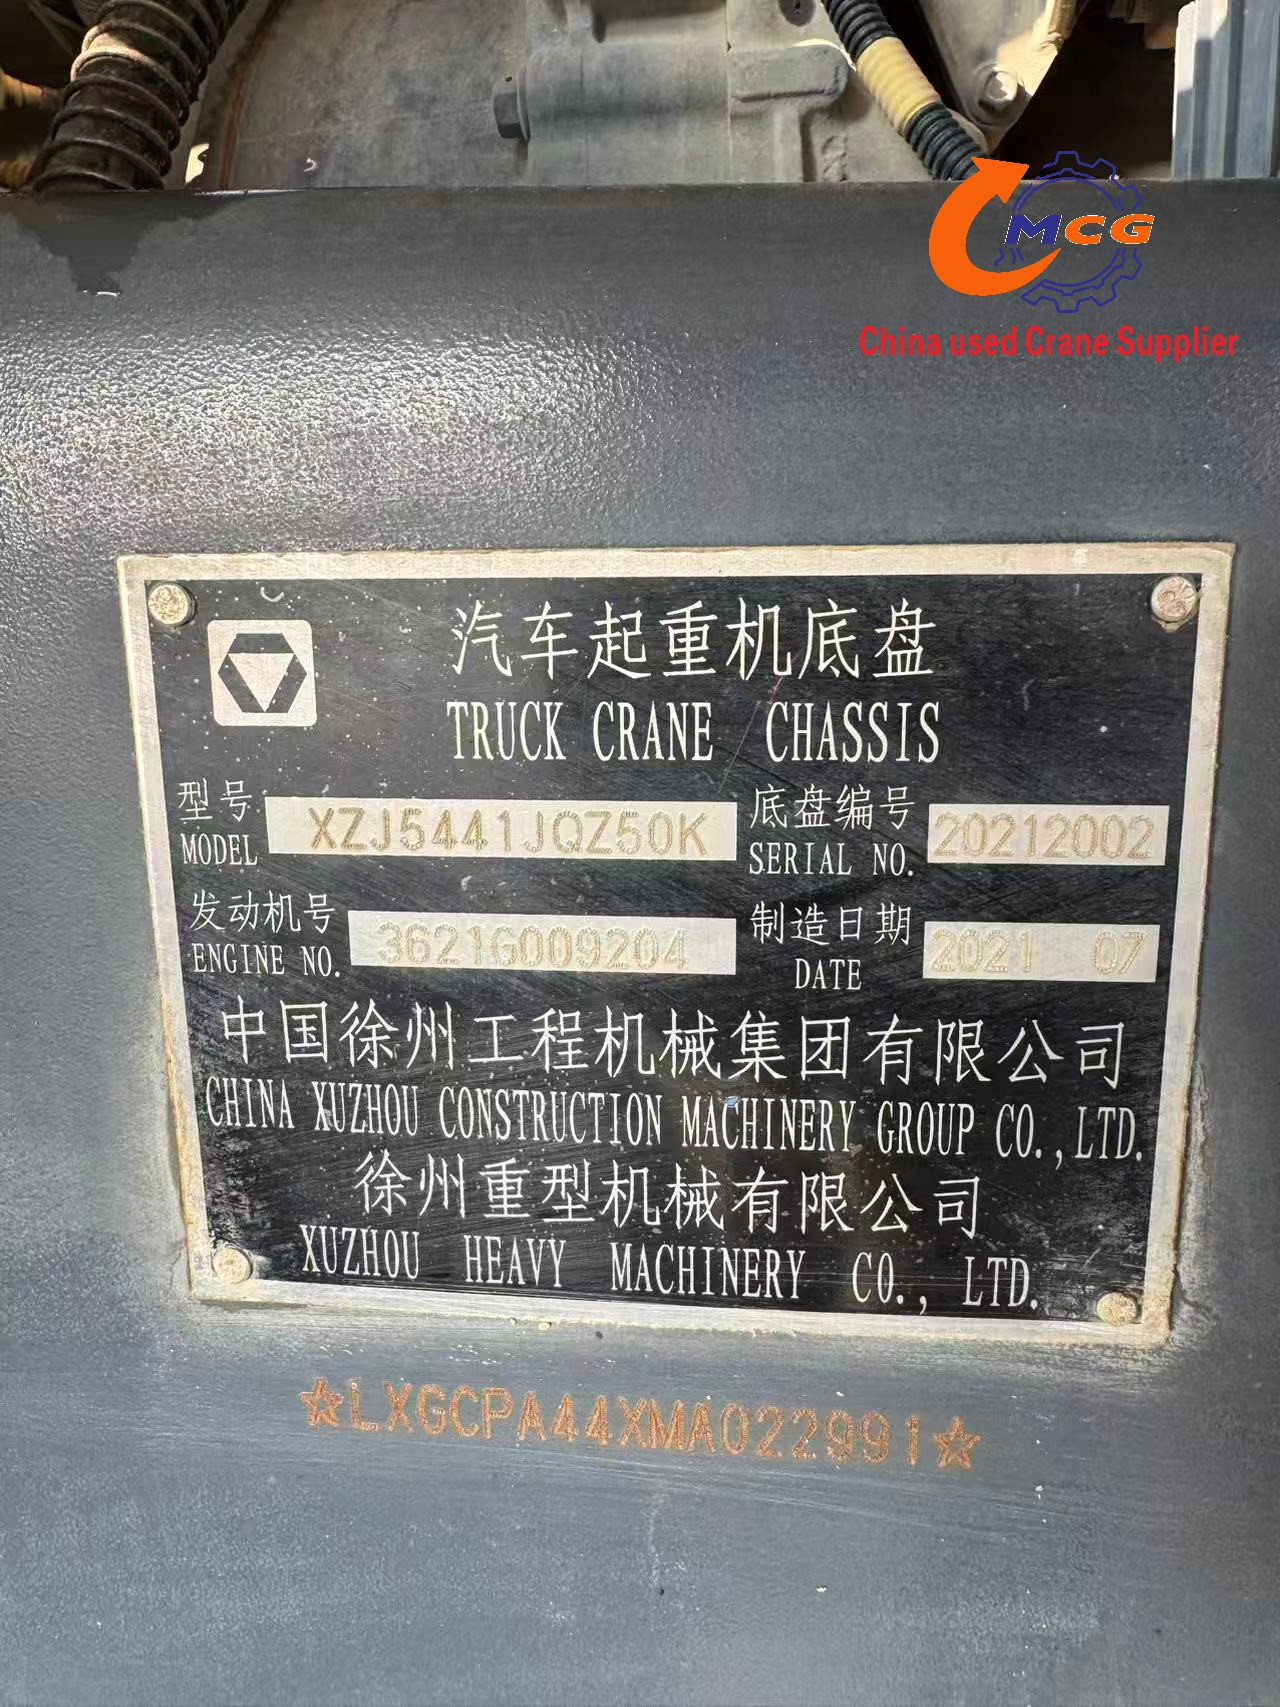 MCG
China used Crane Supplier
汽车起重机底盘
TRUCK CRANE CHASSIS
型号 MODEL XZJ5441JQZ50K 底盘编号 SERIAL NO. 20212002
发动机号 ENGINE NO. 3621G009204 制造日期 DATE 2021 07
中国徐州工程机械集团有限公司
CHINA XUZHOU CONSTRUCTION MACHINERY GROUP CO.,LTD.
徐州重型机械有限公司
XUZHOU HEAVY MACHINERY CO., LTD.
☆LXGCPA44XMA022991☆